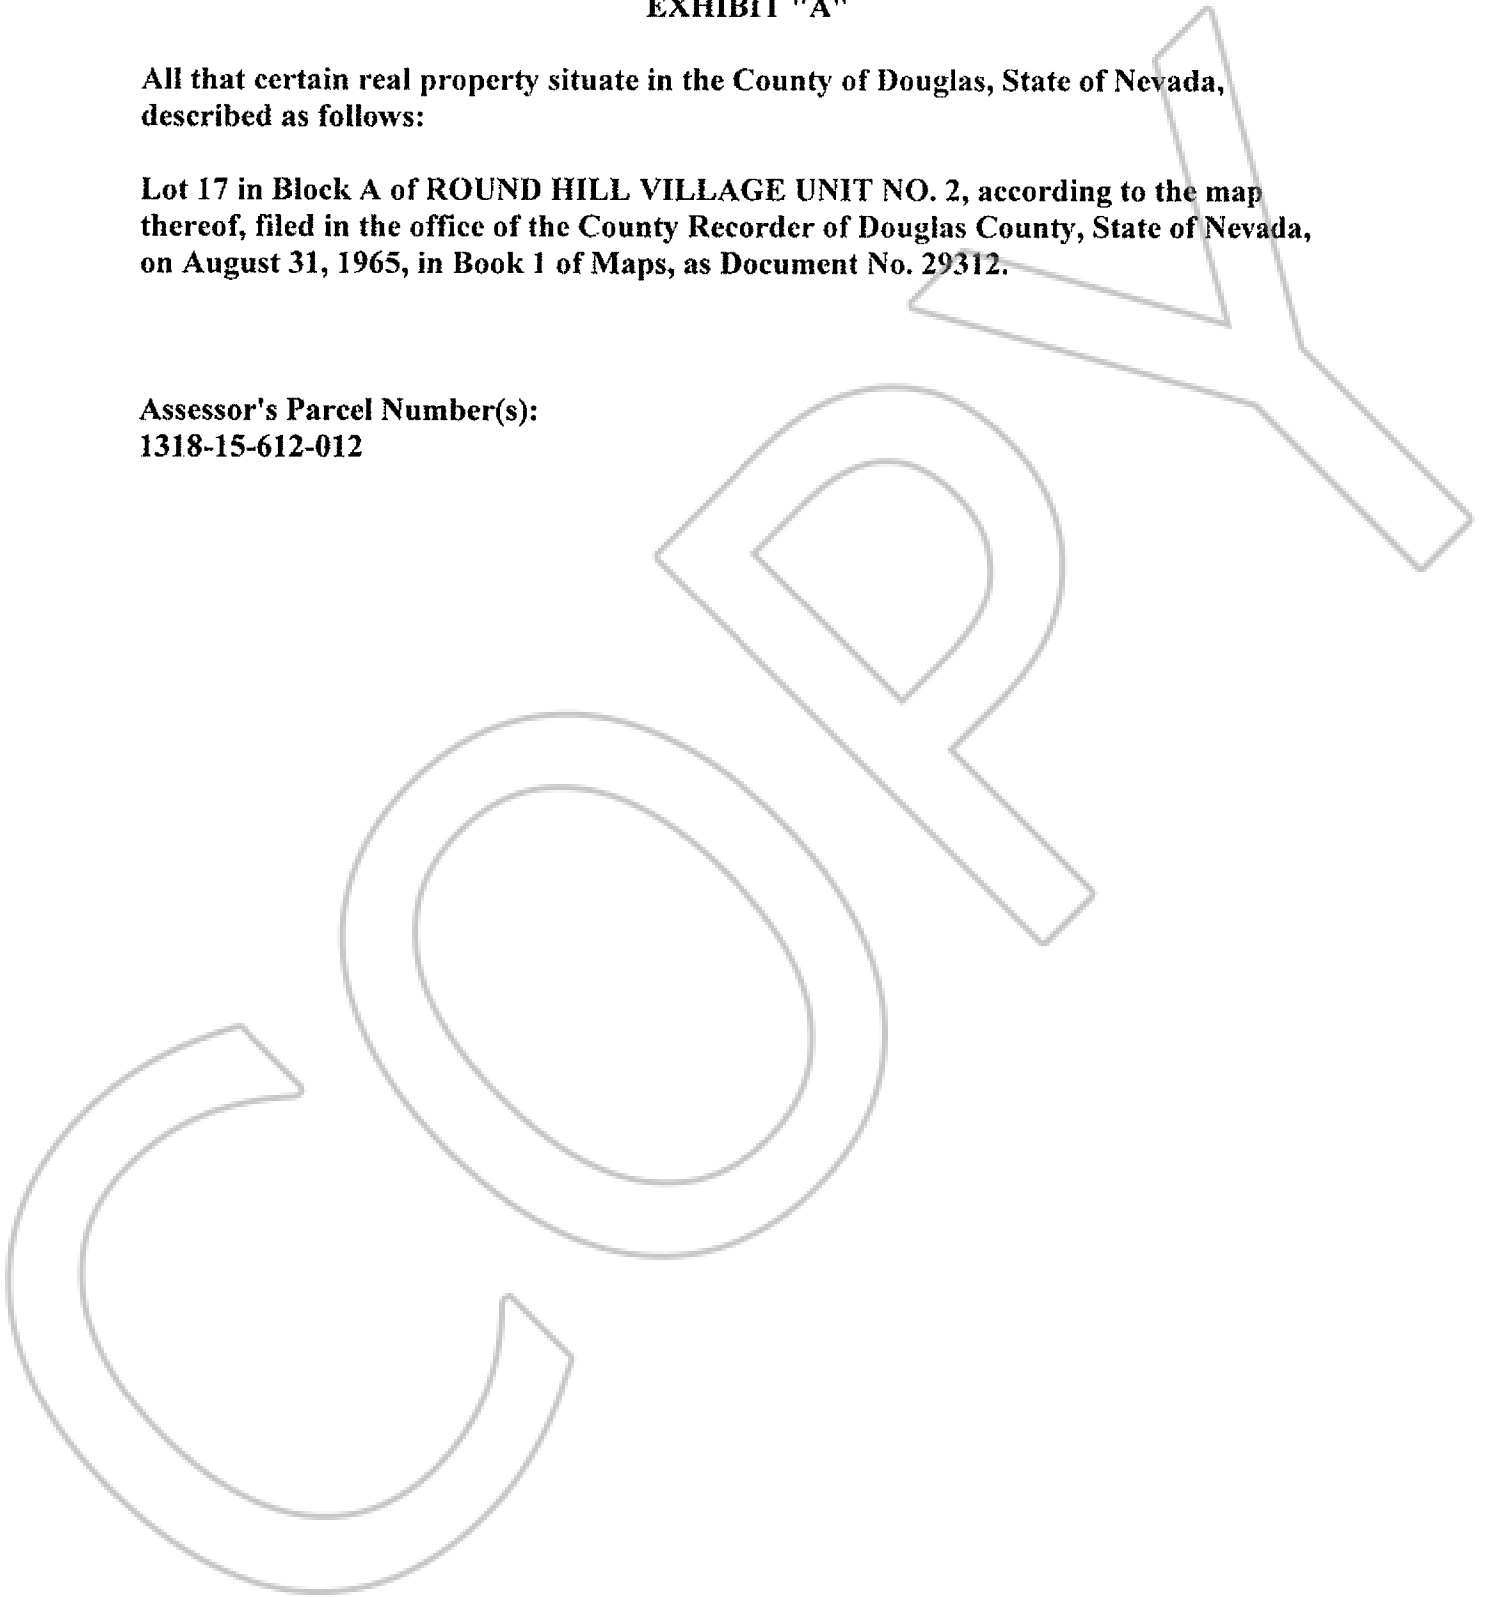 EXHIBIT "A"
All that certain real property situate in the County of Douglas, State of Nevada,
described as follows:
Lot 17 in Block A of ROUND HILL VILLAGE UNIT NO. 2, according to the map
thereof, filed in the office of the County Recorder of Douglas County, State of Nevada,
on August 31, 1965, in Book 1 of Maps, as Document No. 29312.
Assessor's Parcel Number(s):
1318-15-612-012
COPY